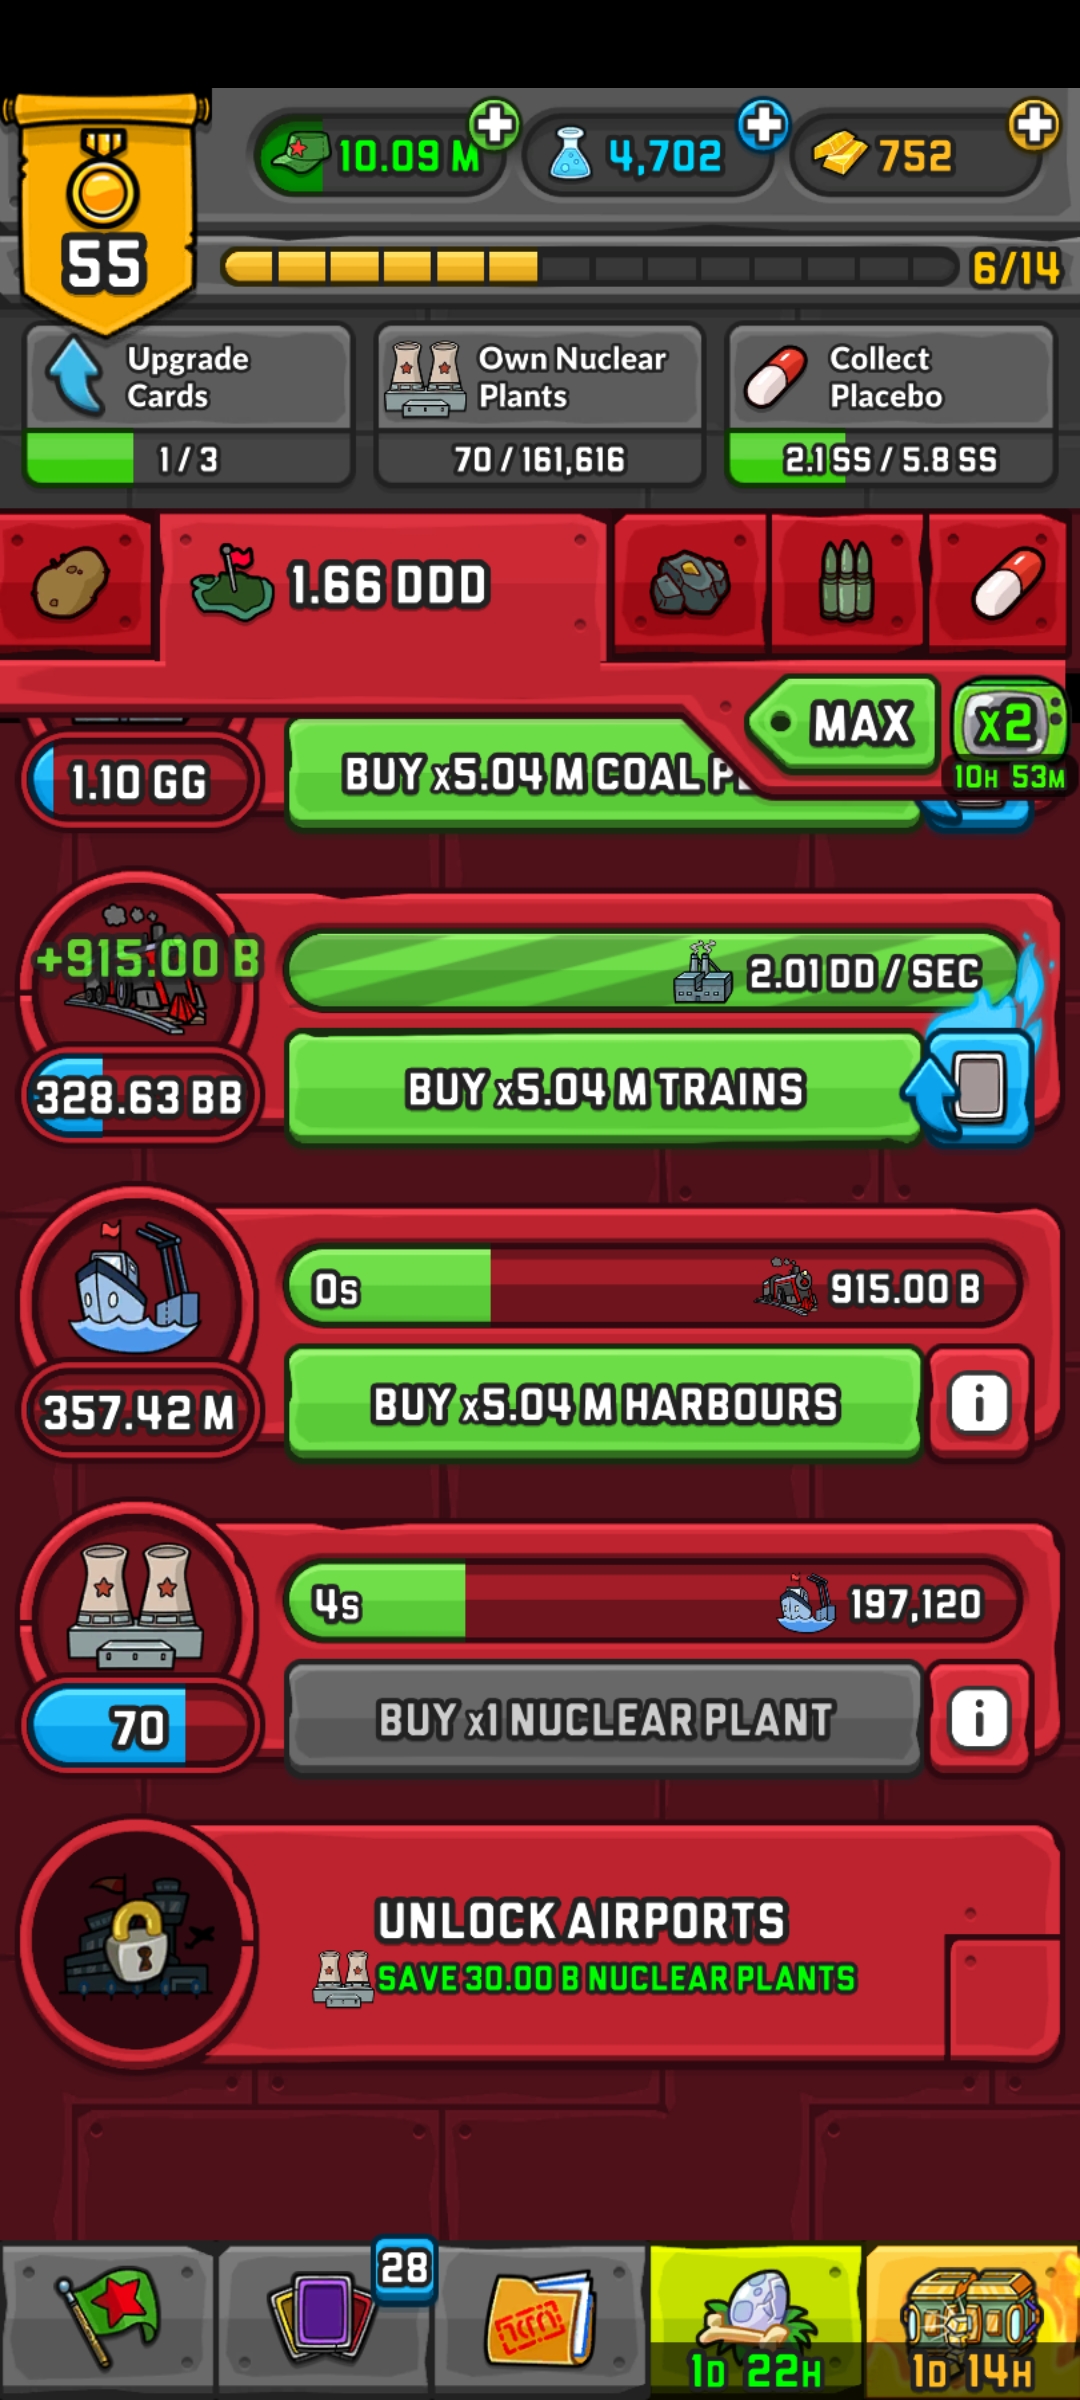 10.09 M
4,702
752
55
6/14
Upgrade
Cards
1 / 3
Own Nuclear
Plants
70 / 161,616
Collect
Placebo
2.1 SS / 5.8 SS
1.66 DDD
MAX
X2
10H 53M
1.10 GG
BUY x5.04 M COAL P
+915.00 B
2.01 DD / SEC
328.63 BB
BUY x5.04 M TRAINS
0s
915.00 B
357.42 M
BUY x5.04 M HARBOURS
i
4s
197,120
70
BUY x1 NUCLEAR PLANT
i
UNLOCK AIRPORTS
SAVE 30.00 B NUCLEAR PLANTS
28
1D 22H
1D 14H